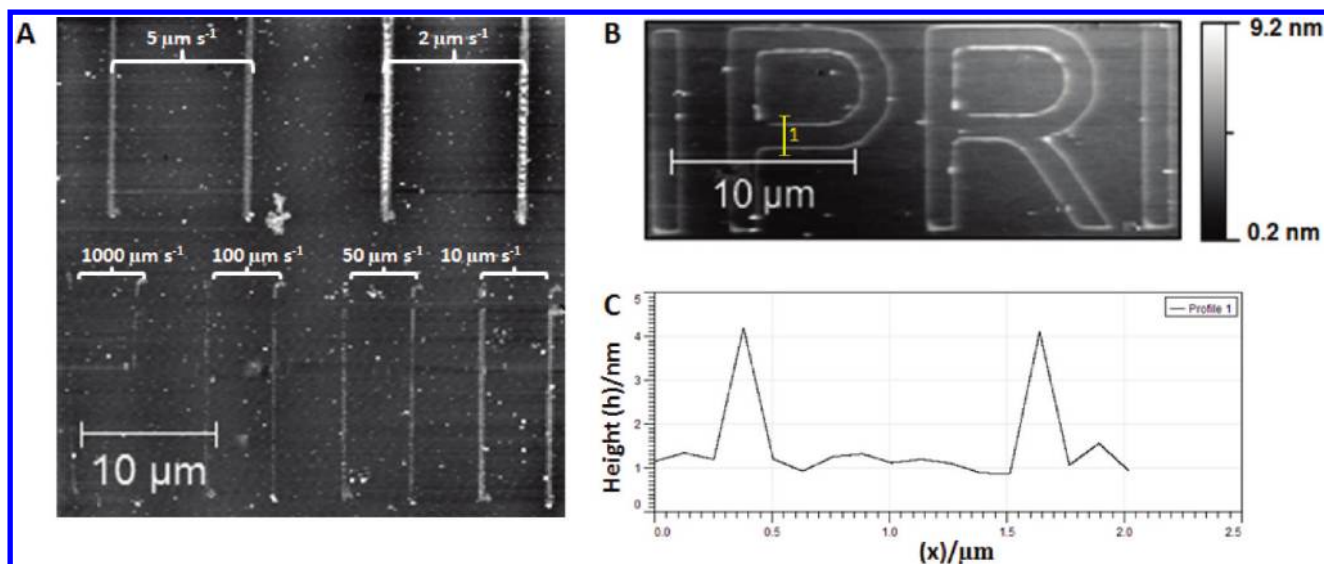 A
5 μm s-1
2 μm s-1
1000 μm s-1
100 μm s-1
50 μm s-1
10 μm s-1
10 μm
B
1
10 μm
9.2 nm
0.2 nm
C
Profile 1
Height (h)/nm
5
4
3
2
1
0
0.0 0.5 1.0 1.5 2.0 2.5
(x)/μm